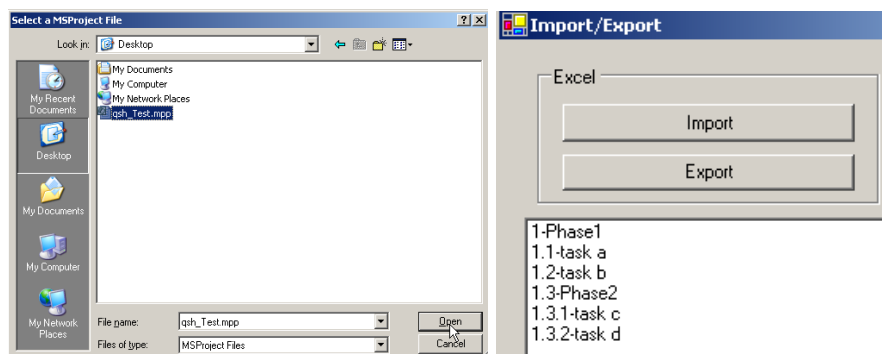 Select a MSProject File
Look in:
Desktop
My Recent
Documents
Desktop
My Documents
My Computer
My Network
Places
My Documents
My Computer
My Network Places
qsh_Test.mpp
File name:
qsh_Test.mpp
Open
Files of type:
MSProject Files
Cancel
Import/Export
Excel
Import
Export
1-Phase1
1.1-task a
1.2-task b
1.3-Phase2
1.3.1-task c
1.3.2-task d